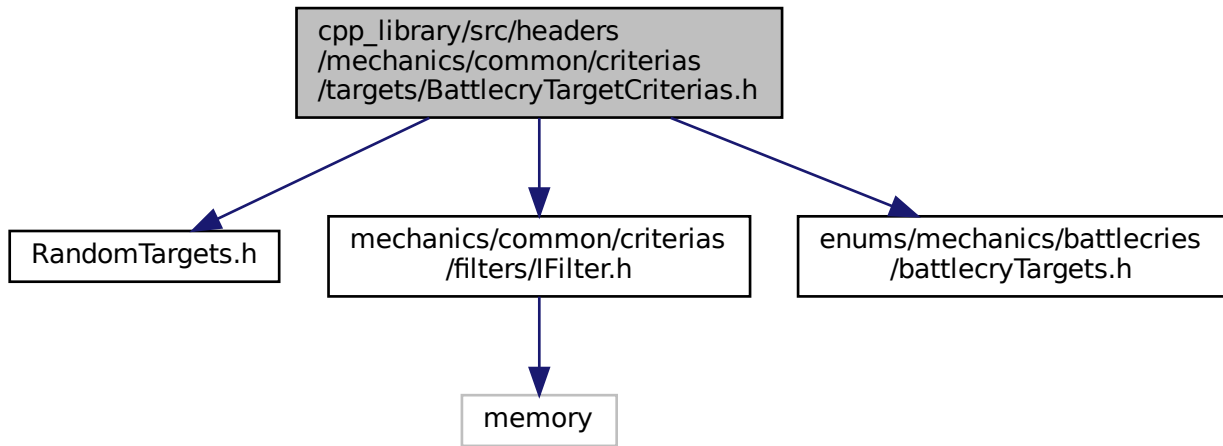 cpp_library/src/headers
/mechanics/common/criterias
/targets/BattlecryTargetCriterias.h
RandomTargets.h
mechanics/common/criterias
/filters/IFilter.h
enums/mechanics/battlecries
/battlecryTargets.h
memory